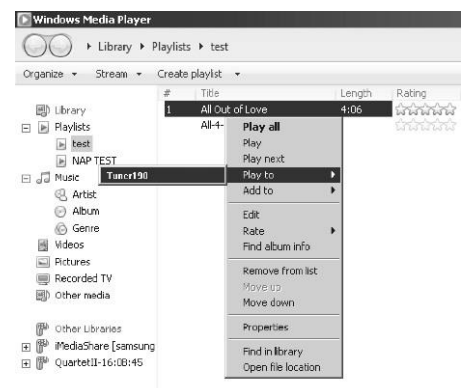 Windows Media Player
Library ▸ Playlists ▸ test
Organize Stream Create playlist
# Title Length Rating
1 All Out of Love 4:06
All-4-
Library
Playlists
test
NAP TEST
Music
Artist
Album
Genre
Videos
Pictures
Recorded TV
Other media
Other Libraries
iMediaShare [samsung
QuartetII-16:0B:45
Tuner190
Play all
Play
Play next
Play to
Add to
Edit
Rate
Find album info
Remove from list
Move up
Move down
Properties
Find in library
Open file location